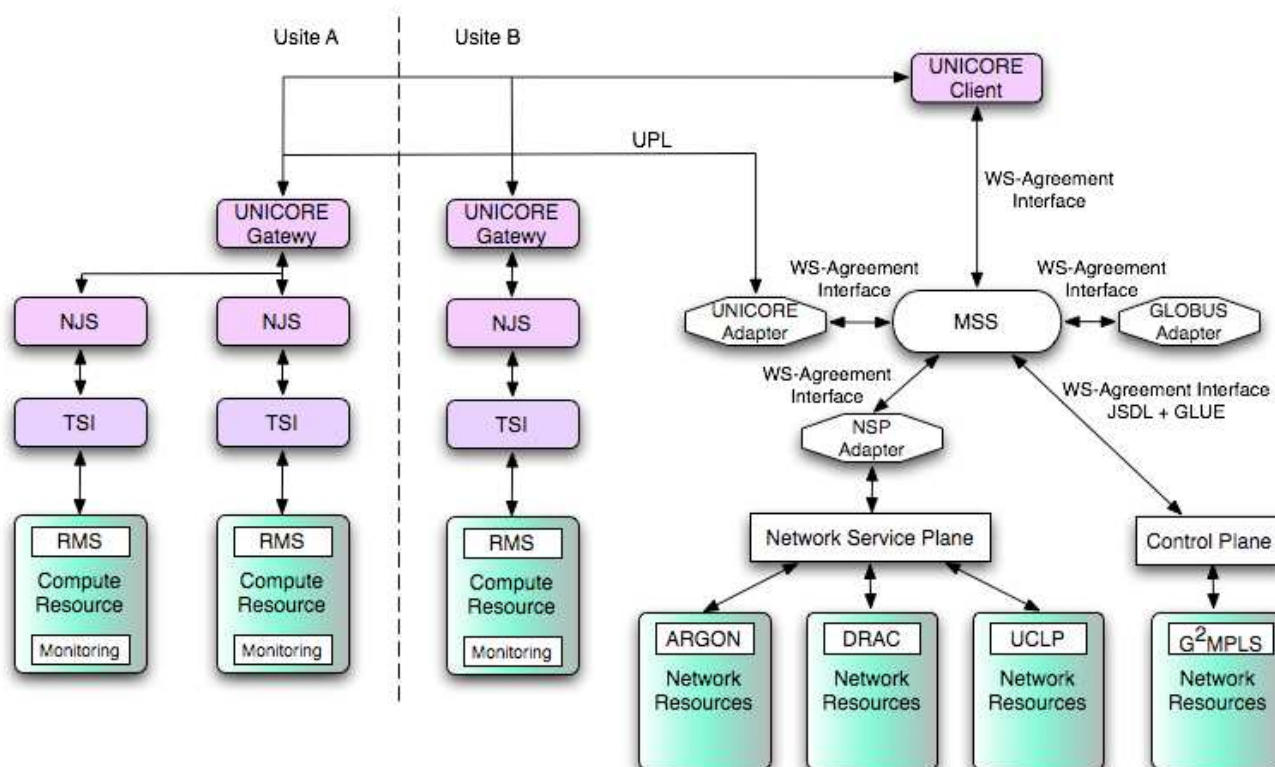 Usite A
Usite B
UNICORE
Client
UPL
WS-Agreement
Interface
UNICORE
Gatewy
UNICORE
Gatewy
WS-Agreement
Interface
WS-Agreement
Interface
NJS
NJS
NJS
UNICORE
Adapter
MSS
GLOBUS
Adapter
WS-Agreement
Interface
WS-Agreement Interface
JSDL + GLUE
TSI
TSI
TSI
NSP
Adapter
RMS
Compute
Resource
Monitoring
RMS
Compute
Resource
Monitoring
RMS
Compute
Resource
Monitoring
Network Service Plane
Control Plane
ARGON
Network
Resources
DRAC
Network
Resources
UCLP
Network
Resources
G²MPLS
Network
Resources